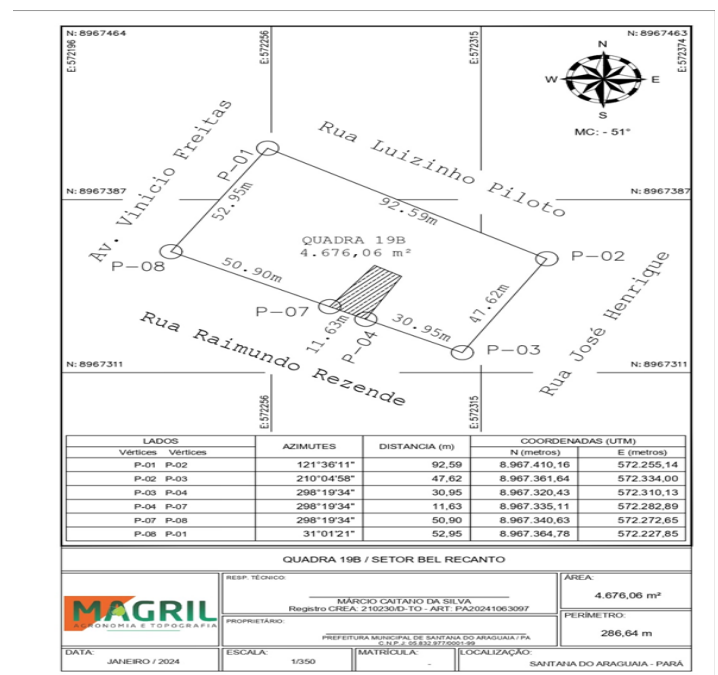 N: 8967464
N: 8967463
E: 572196
E: 572256
E: 572315
E: 572374
N
W
E
S
MC: - 51°
Av. Vinicio Freitas
Rua Luizinho Piloto
P-01
52.95m
92.59m
N: 8967387
N: 8967387
QUADRA 19B
4.676,06 m²
P-02
P-08
50.90m
47.62m
P-07
11.63m
P-04
30.95m
P-03
Rua José Henrique
Rua Raimundo Rezende
N: 8967311
N: 8967311
E: 572256
E: 572315
LADOS AZIMUTES DISTANCIA (m) COORDENADAS (UTM)
Vértices Vértices N (metros) E (metros)
P-01 P-02 121°36'11" 92,59 8.967.410,16 572.255,14
P-02 P-03 210°04'58" 47,62 8.967.361,64 572.334,00
P-03 P-04 298°19'34" 30,95 8.967.320,43 572.310,13
P-04 P-07 298°19'34" 11,63 8.967.335,11 572.282,89
P-07 P-08 298°19'34" 50,90 8.967.340,63 572.272,65
P-08 P-01 31°01'21" 52,95 8.967.364,78 572.227,85
QUADRA 19B / SETOR BEL RECANTO
MAGRIL
AGRONOMIA E TOPOGRAFIA
RESP. TÉCNICO:
MÁRCIO CAITANO DA SILVA
Registro CREA: 210230/D-TO - ART: PA20241063097
ÁREA:
4.676,06 m²
PROPRIETÁRIO:
PREFEITURA MUNICIPAL DE SANTANA DO ARAGUAIA / PA
C.N.P.J. 05.832.977/0001-99
PERÍMETRO:
286,64 m
DATA:
JANEIRO / 2024
ESCALA:
1/350
MATRÍCULA:
-
LOCALIZAÇÃO:
SANTANA DO ARAGUAIA - PARÁ